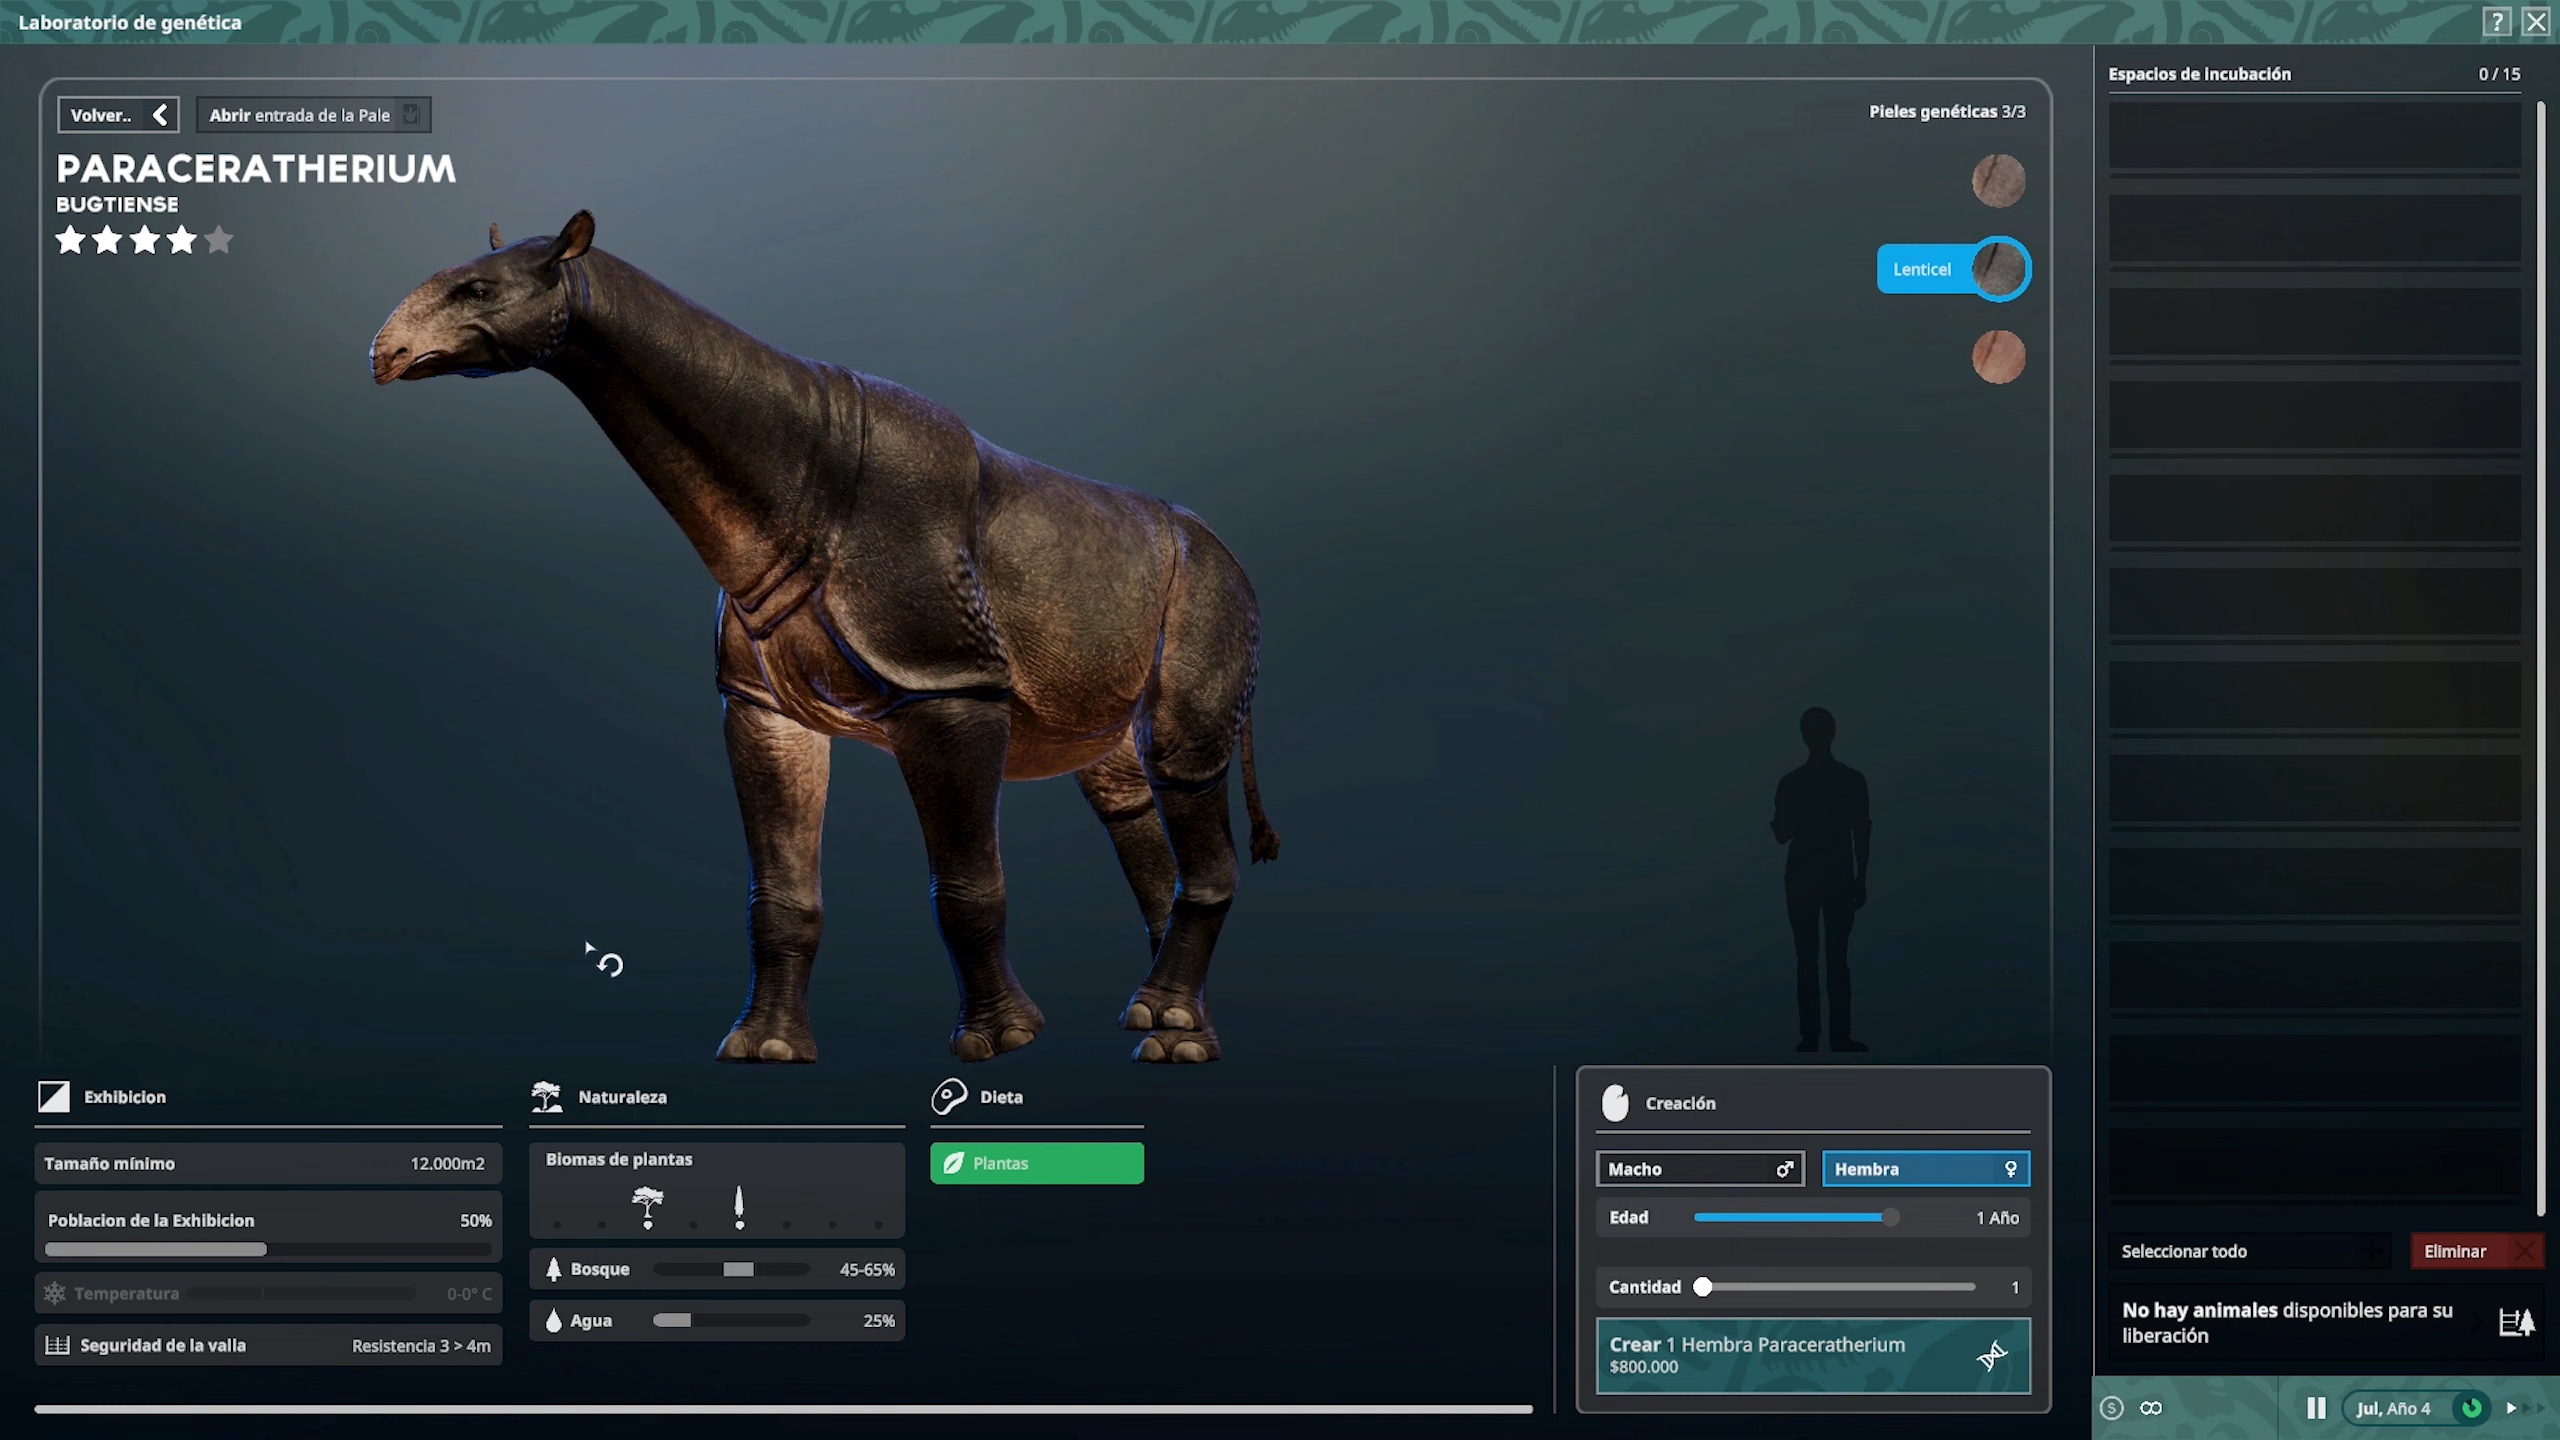 Laboratorio de genética
?
Volver..
Abrir entrada de la Pale
PARACERATHERIUM
BUGTIENSE
Pieles genéticas 3/3
Lenticel
Exhibicion
Tamaño mínimo 12.000m2
Poblacion de la Exhibicion 50%
Temperatura 0-0° C
Seguridad de la valla Resistencia 3 > 4m
Naturaleza
Biomas de plantas
Bosque 45-65%
Agua 25%
Dieta
Plantas
Creación
Macho
Hembra
Edad 1 Año
Cantidad 1
Crear 1 Hembra Paraceratherium
$800.000
Espacios de incubación 0 / 15
Seleccionar todo
Eliminar
No hay animales disponibles para su
liberación
Jul, Año 4